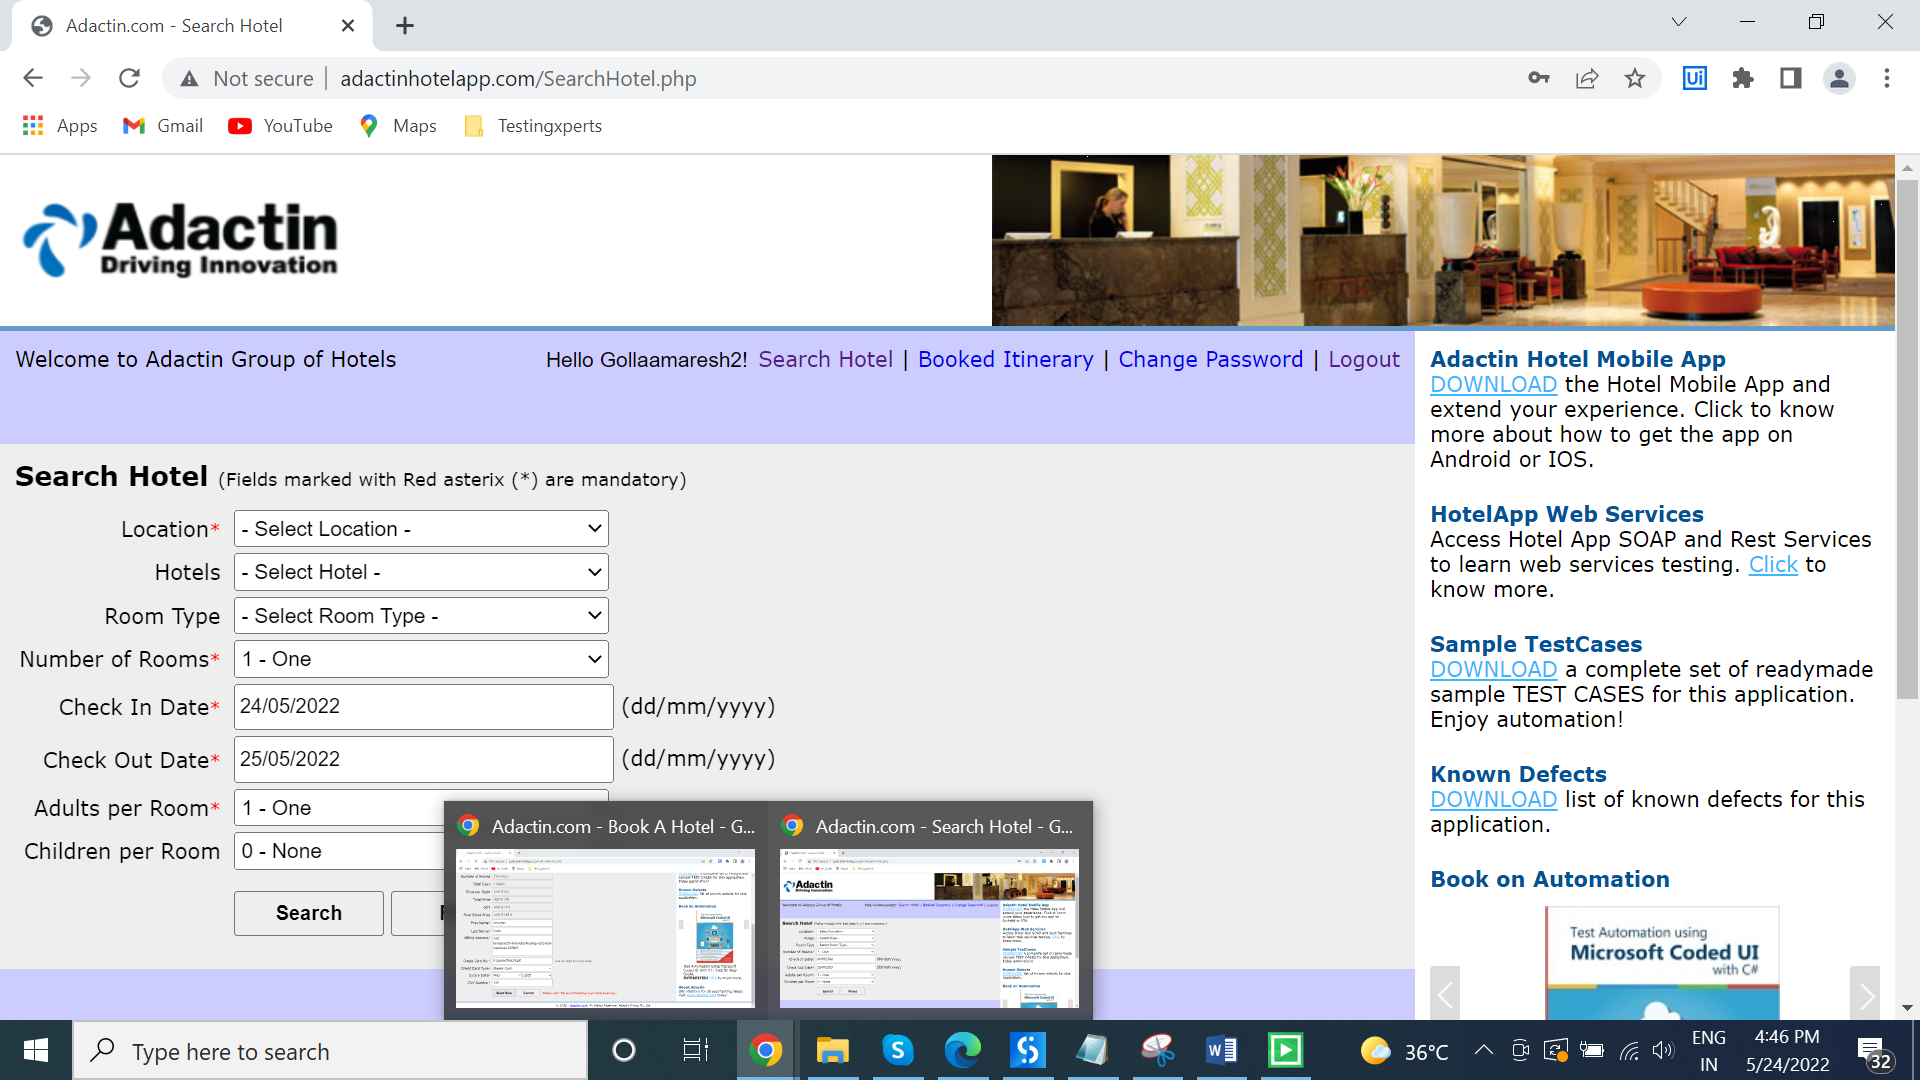 Adactin.com - Search Hotel
Not secure
adactinhotelapp.com/SearchHotel.php
Ui
Apps
Gmail
YouTube
Maps
Testingxperts
Adactin
Driving Innovation
Welcome to Adactin Group of Hotels
Hello Gollaamaresh2! Search Hotel | Booked Itinerary | Change Password | Logout
Search Hotel (Fields marked with Red asterix (*) are mandatory)
Location* - Select Location -
Hotels - Select Hotel -
Room Type - Select Room Type -
Number of Rooms* 1 - One
Check In Date* 24/05/2022 (dd/mm/yyyy)
Check Out Date* 25/05/2022 (dd/mm/yyyy)
Adults per Room* 1 - One
Children per Room 0 - None
Search
Adactin Hotel Mobile App
DOWNLOAD the Hotel Mobile App and
extend your experience. Click to know
more about how to get the app on
Android or IOS.
HotelApp Web Services
Access Hotel App SOAP and Rest Services
to learn web services testing. Click to
know more.
Sample TestCases
DOWNLOAD a complete set of readymade
sample TEST CASES for this application.
Enjoy automation!
Known Defects
DOWNLOAD list of known defects for this
application.
Book on Automation
Test Automation using
Microsoft Coded UI
with C#
Adactin.com - Book A Hotel - G...
Adactin.com - Search Hotel - G...
Type here to search
36°C
ENG
IN
4:46 PM
5/24/2022
32